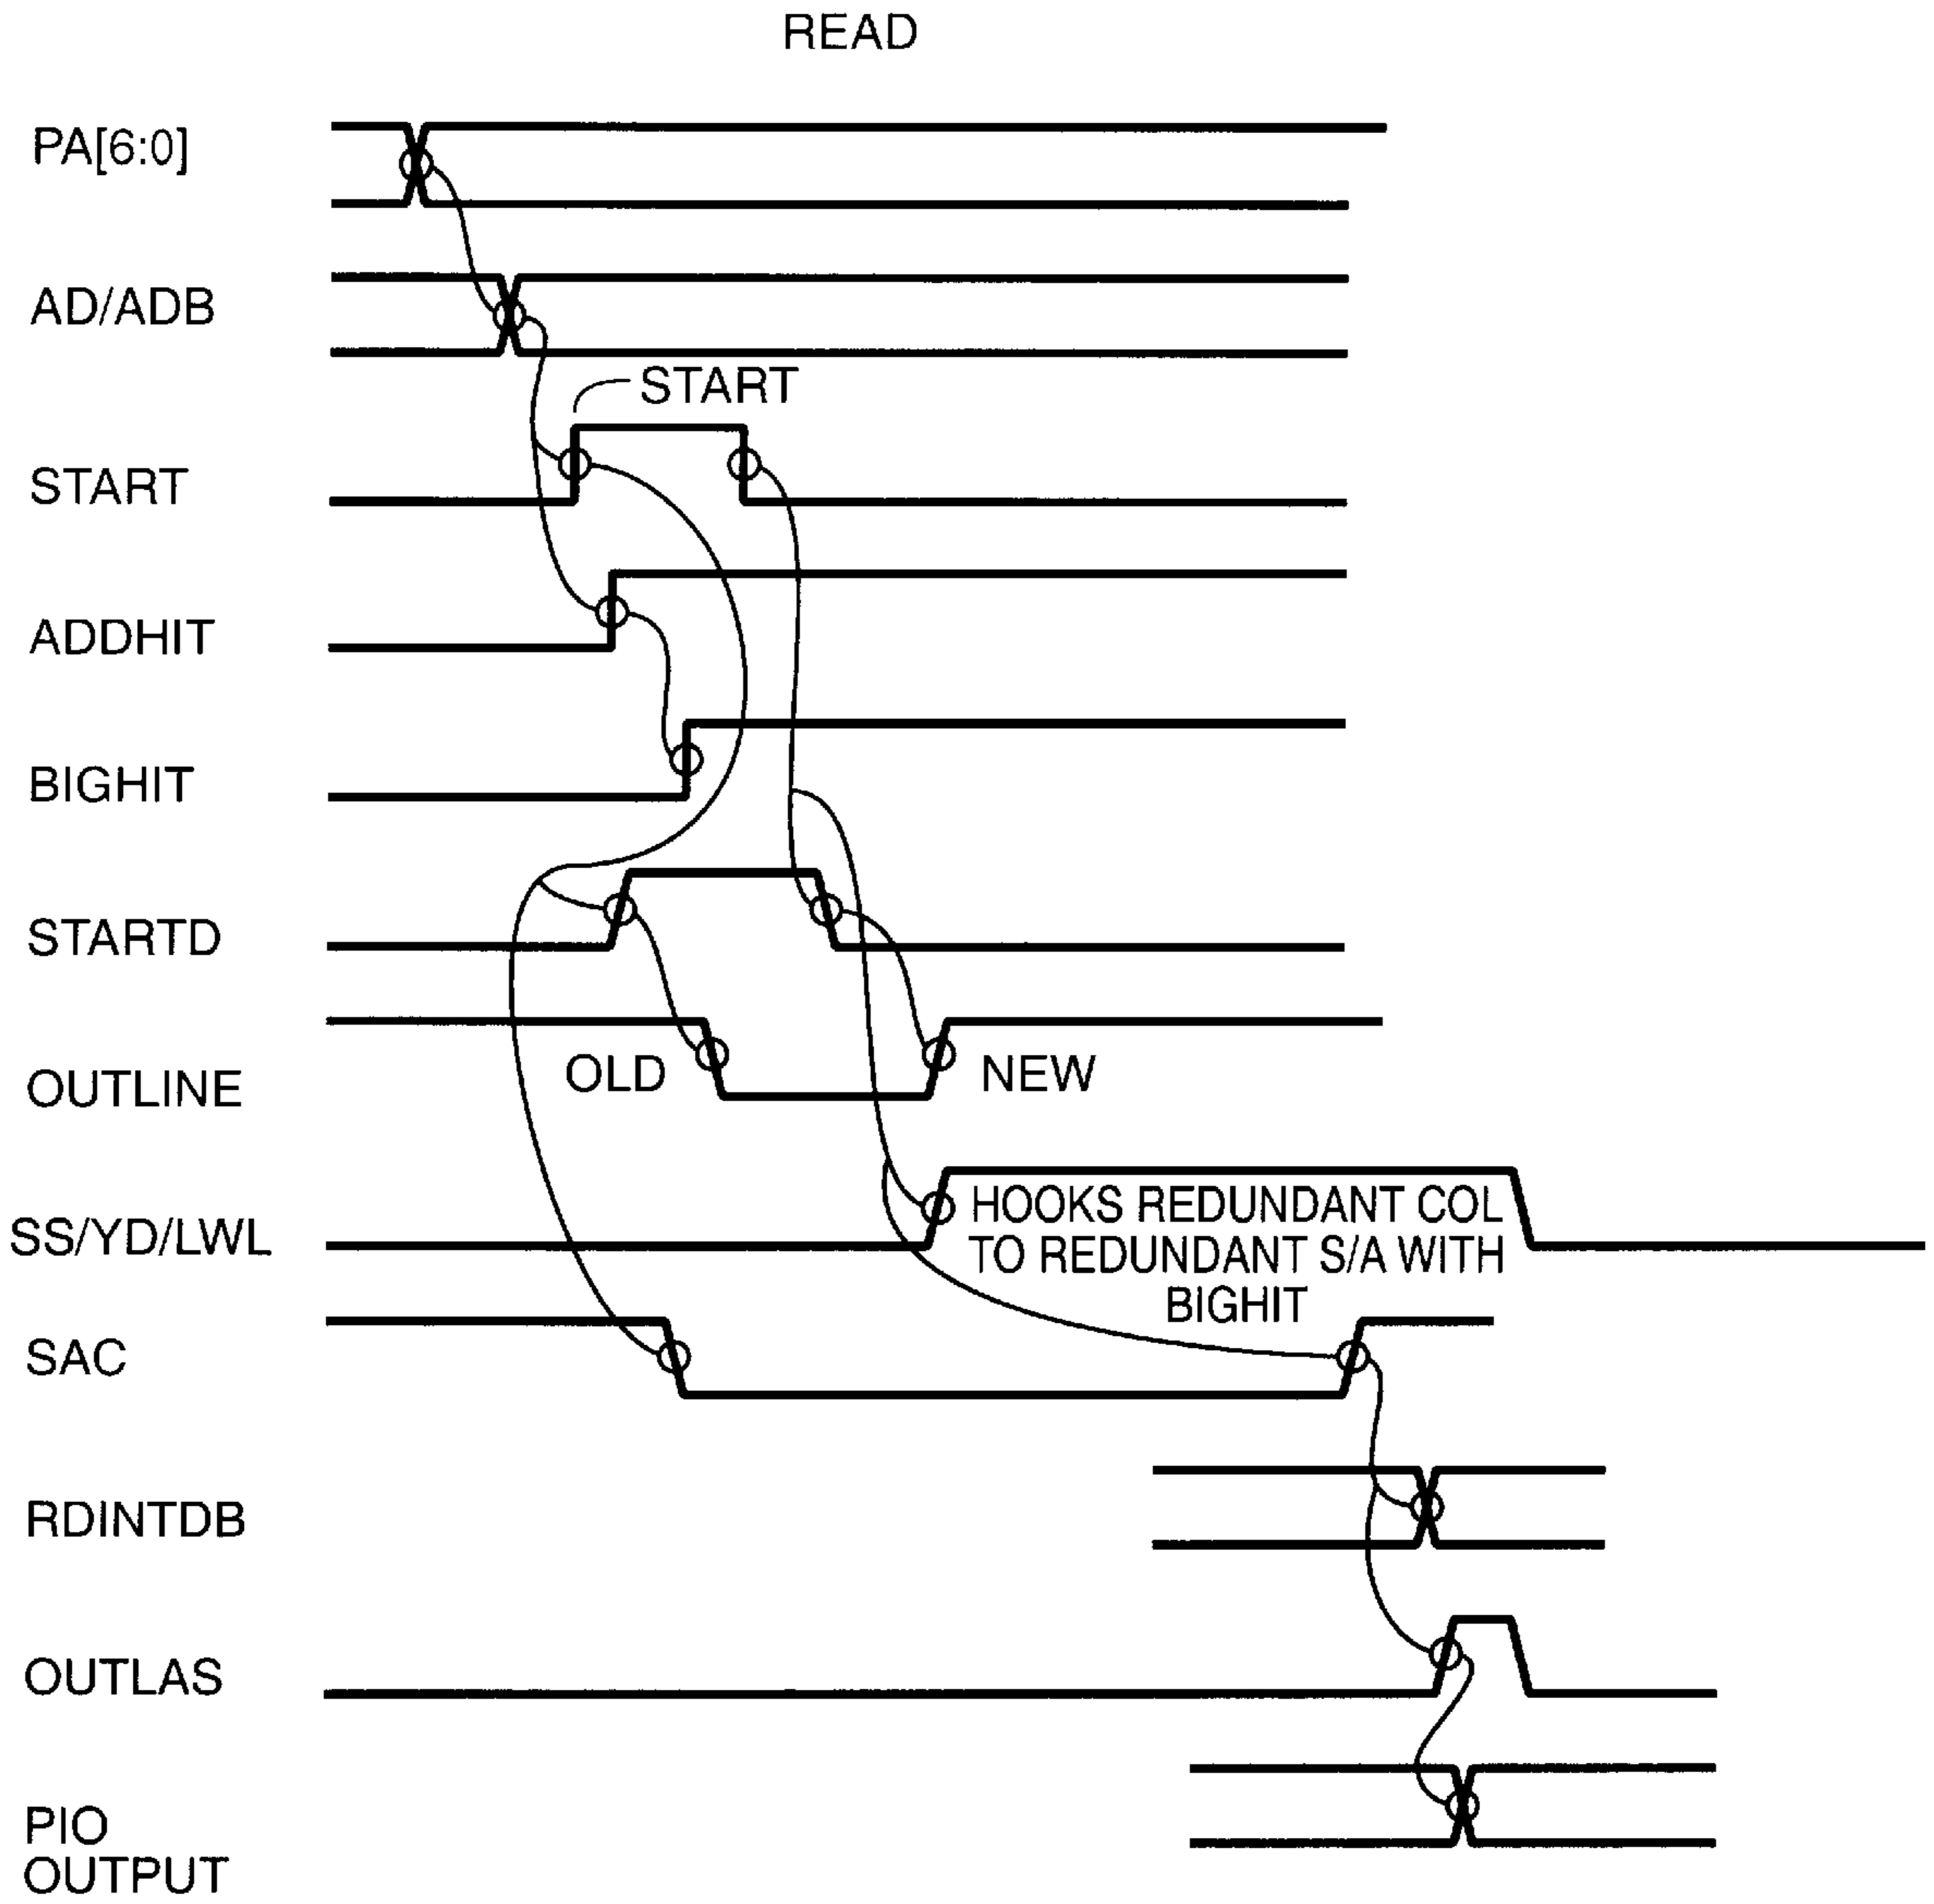 READ
PA[6:0]
AD/ADB
START
START
ADDHIT
BIGHIT
STARTD
OUTLINE
OLD
NEW
SS/YD/LWL
HOOKS REDUNDANT COL
TO REDUNDANT S/A WITH
BIGHIT
SAC
RDINTDB
OUTLAS
PIO
OUTPUT